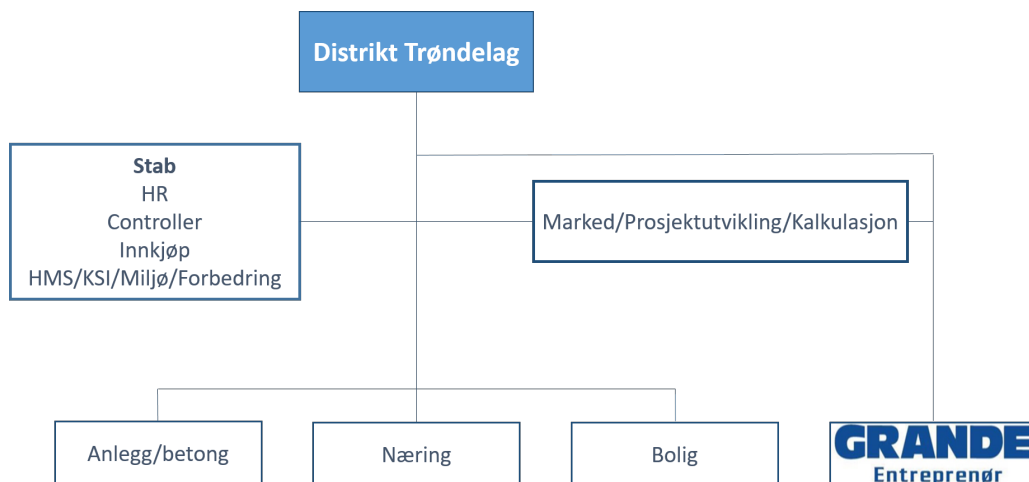 Distrikt Trøndelag
Stab
HR
Controller
Innkjøp
HMS/KSI/Miljø/Forbedring
Marked/Prosjektutvikling/Kalkulasjon
Anlegg/betong
Næring
Bolig
GRANDE
Entreprenør